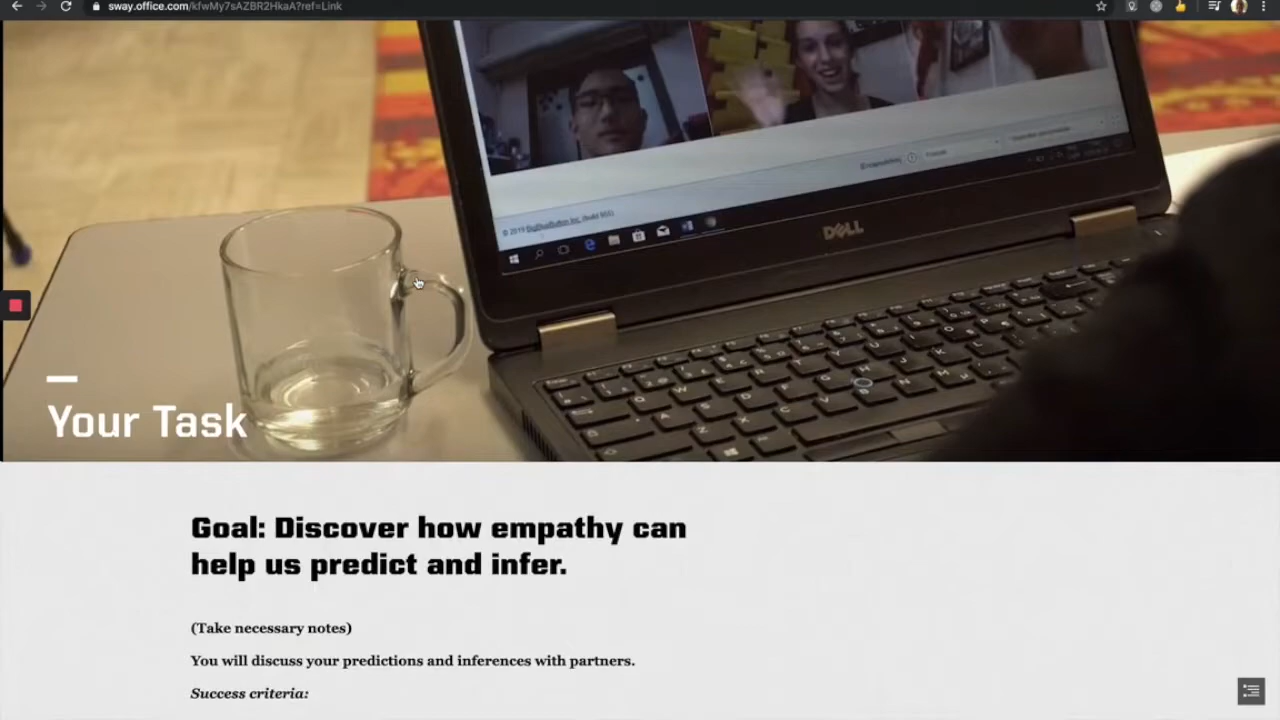 sway.office.com/kfwMy7sAZBR2HkaA?ref=Link
DELL
Your Task
Goal: Discover how empathy can
help us predict and infer.
(Take necessary notes)
You will discuss your predictions and inferences with partners.
Success criteria: